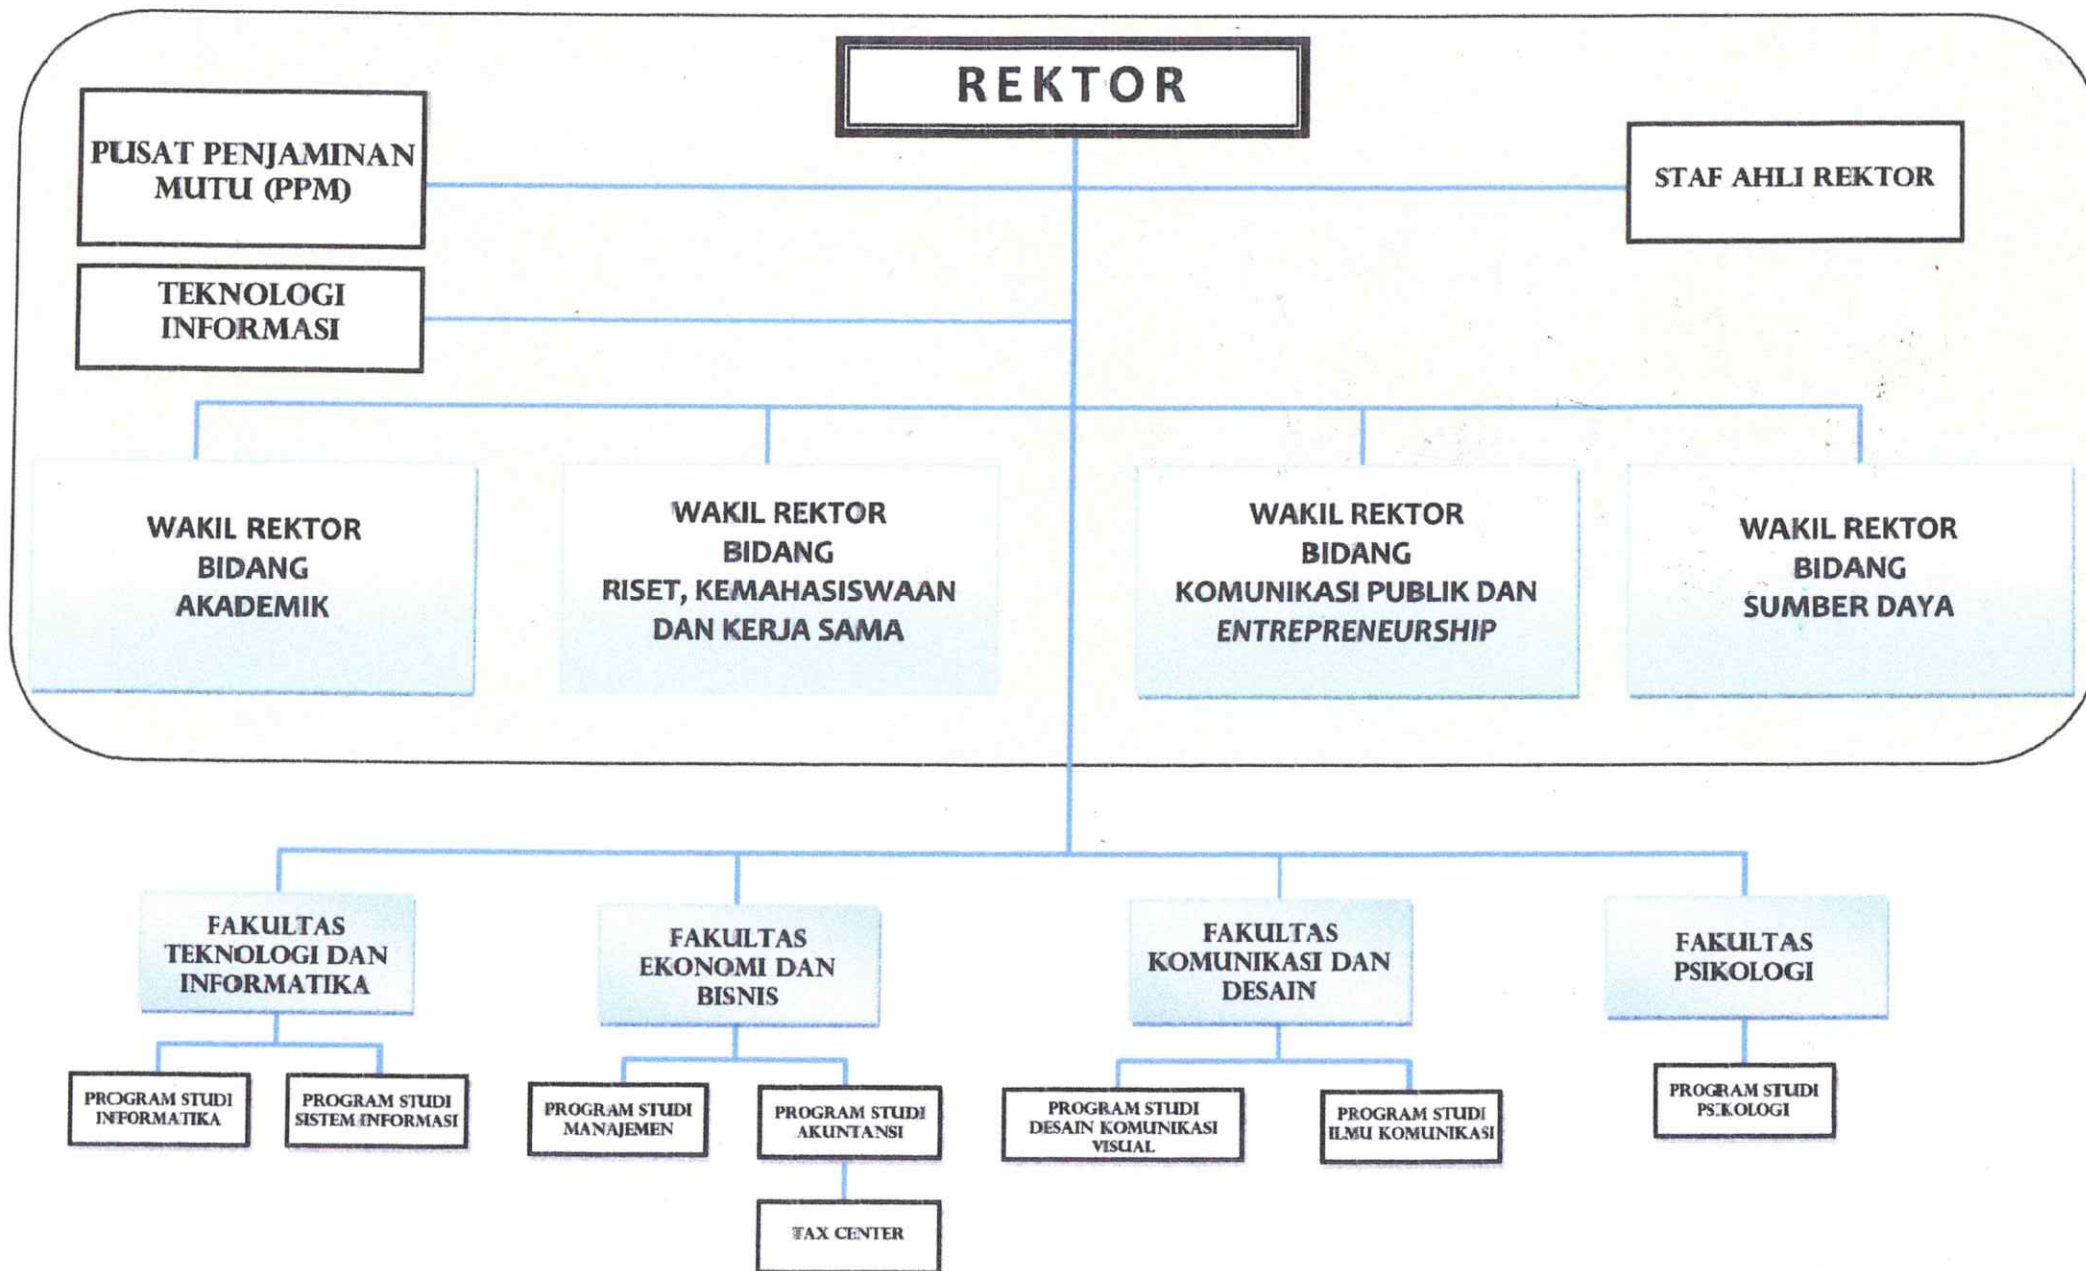 REKTOR
PUSAT PENJAMINAN
MUTU (PPM)
STAF AHLI REKTOR
TEKNOLOGI
INFORMASI
WAKIL REKTOR
BIDANG
AKADEMIK
WAKIL REKTOR
BIDANG
RISET, KEMAHASISWAAN
DAN KERJA SAMA
WAKIL REKTOR
BIDANG
KOMUNIKASI PUBLIK DAN
ENTREPRENEURSHIP
WAKIL REKTOR
BIDANG
SUMBER DAYA
FAKULTAS
TEKNOLOGI DAN
INFORMATIKA
FAKULTAS
EKONOMI DAN
BISNIS
FAKULTAS
KOMUNIKASI DAN
DESAIN
FAKULTAS
PSIKOLOGI
PROGRAM STUDI
INFORMATIKA
PROGRAM STUDI
SISTEM INFORMASI
PROGRAM STUDI
MANAJEMEN
PROGRAM STUDI
AKUNTANSI
PROGRAM STUDI
DESAIN KOMUNIKASI
VISUAL
PROGRAM STUDI
ILMU KOMUNIKASI
PROGRAM STUDI
PSIKOLOGI
TAX CENTER